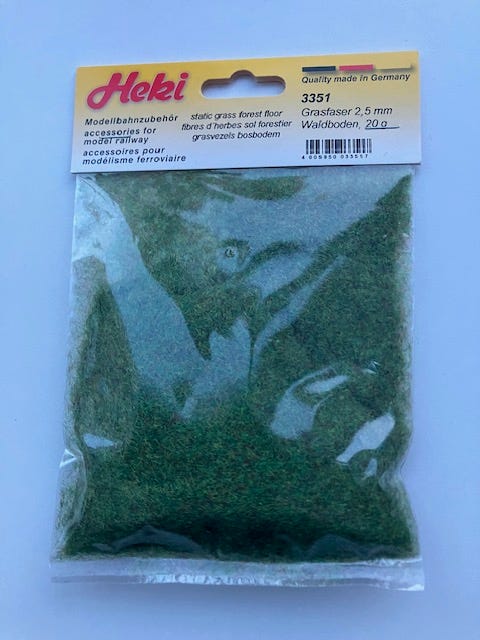 Heki
Quality made in Germany
3351
Grasfaser 2,5 mm
Waldboden, 20 g
Modellbahnzubehör
accessories for
model railway
accessoires pour
modélisme ferroviaire
static grass forest floor
fibres d'herbes sol forestier
grasvezels bosbodem